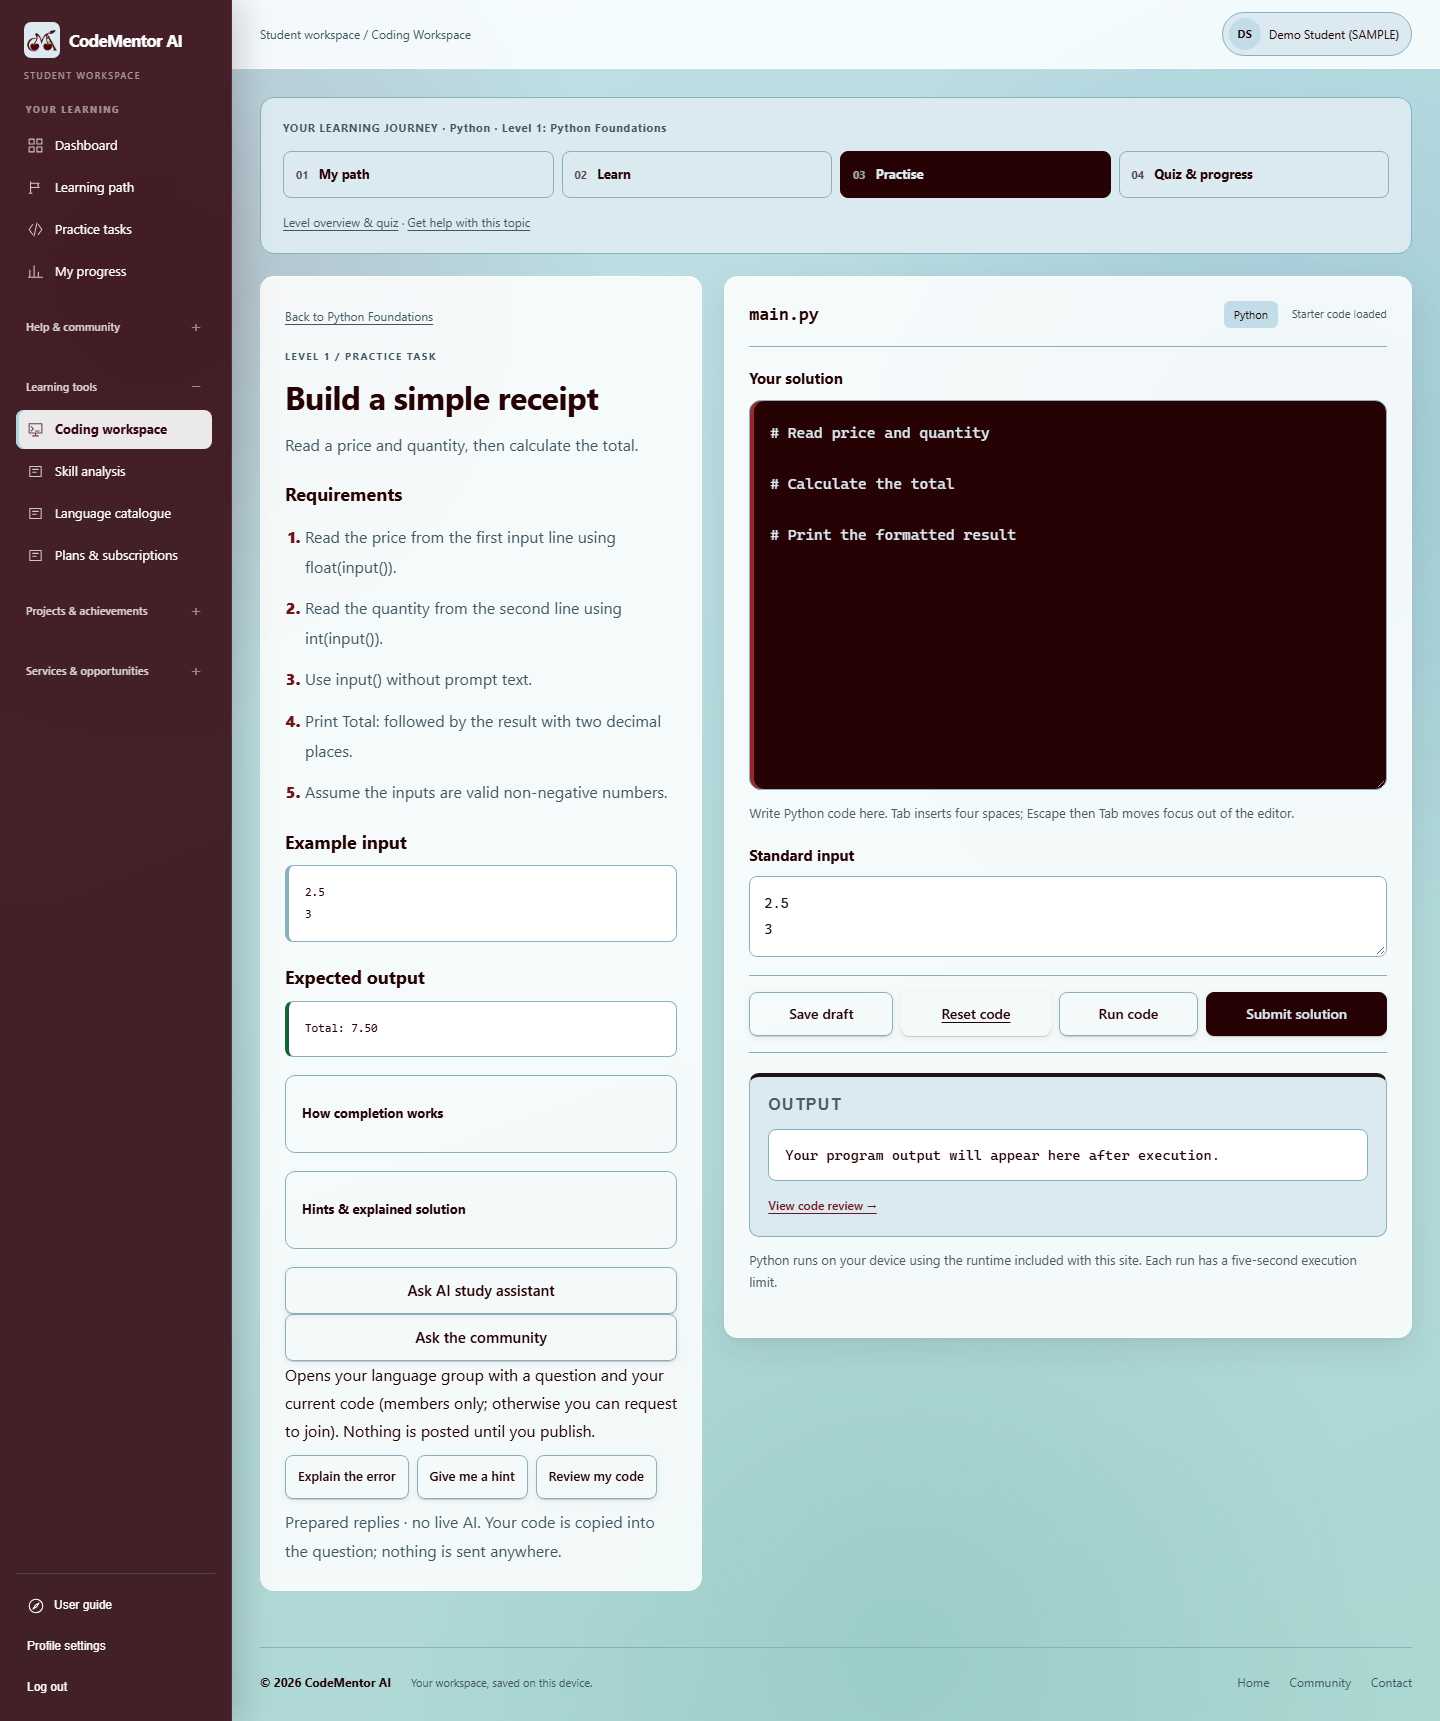 CodeMentor AI
STUDENT WORKSPACE
YOUR LEARNING
Dashboard
Learning path
Practice tasks
My progress
Help & community +
Learning tools −
Coding workspace
Skill analysis
Language catalogue
Plans & subscriptions
Projects & achievements +
Services & opportunities +
User guide
Profile settings
Log out
Student workspace / Coding Workspace
DS Demo Student (SAMPLE)
YOUR LEARNING JOURNEY · Python · Level 1: Python Foundations
01 My path
02 Learn
03 Practise
04 Quiz & progress
Level overview & quiz · Get help with this topic
Back to Python Foundations
LEVEL 1 / PRACTICE TASK
Build a simple receipt
Read a price and quantity, then calculate the total.
Requirements
1. Read the price from the first input line using
float(input()).
2. Read the quantity from the second line using
int(input()).
3. Use input() without prompt text.
4. Print Total: followed by the result with two decimal
places.
5. Assume the inputs are valid non-negative numbers.
Example input
2.5
3
Expected output
Total: 7.50
How completion works
Hints & explained solution
Ask AI study assistant
Ask the community
Opens your language group with a question and your
current code (members only; otherwise you can request
to join). Nothing is posted until you publish.
Explain the error
Give me a hint
Review my code
Prepared replies · no live AI. Your code is copied into
the question; nothing is sent anywhere.
main.py
Python
Starter code loaded
Your solution
# Read price and quantity
# Calculate the total
# Print the formatted result
Write Python code here. Tab inserts four spaces; Escape then Tab moves focus out of the editor.
Standard input
2.5
3
Save draft
Reset code
Run code
Submit solution
OUTPUT
Your program output will appear here after execution.
View code review →
Python runs on your device using the runtime included with this site. Each run has a five-second execution
limit.
© 2026 CodeMentor AI
Your workspace, saved on this device.
Home
Community
Contact